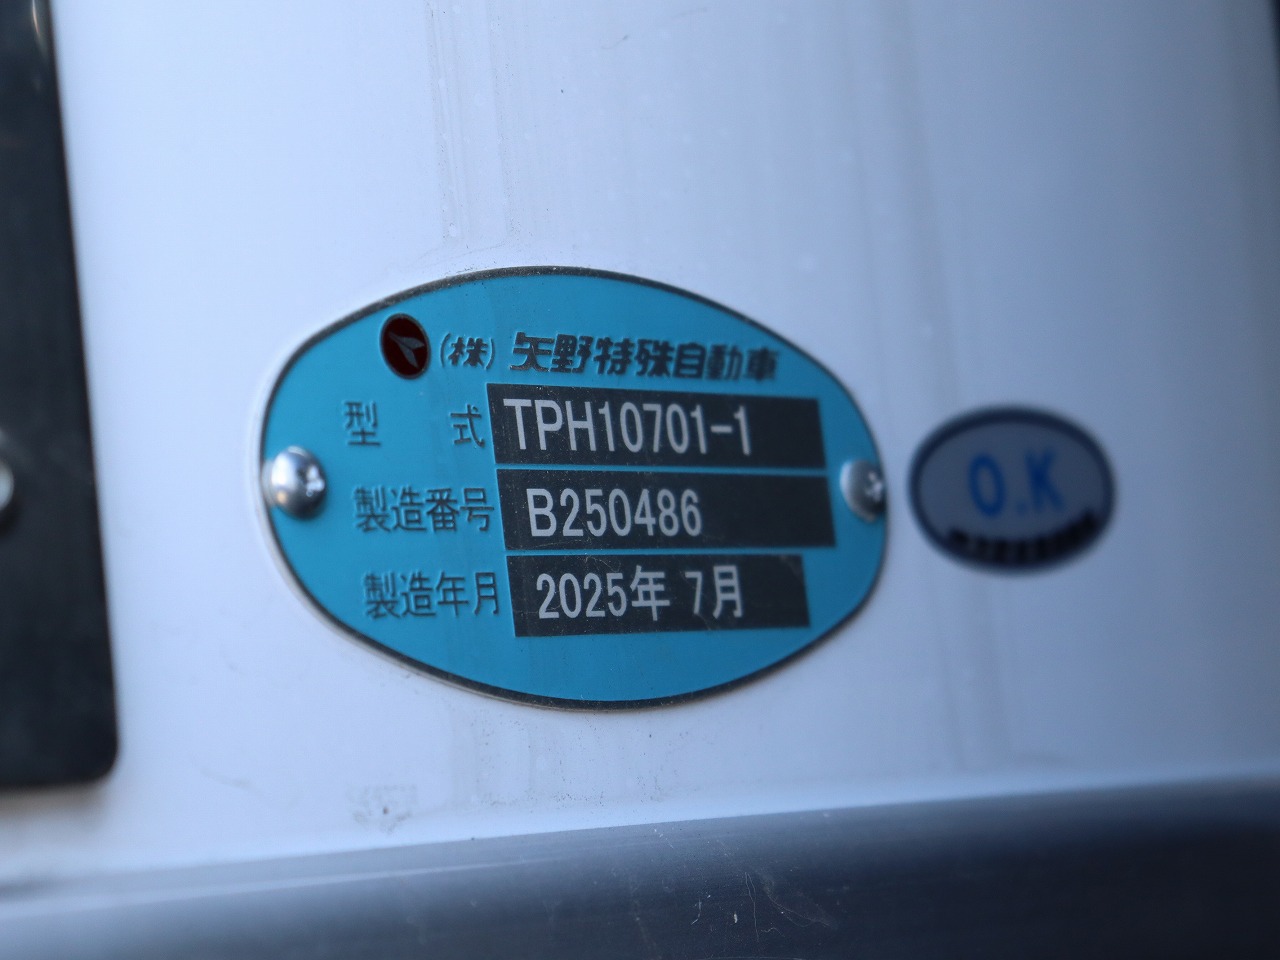 (株) 矢野特殊自動車
型 式 TPH10701-1
製造番号 B250486
製造年月 2025年 7月
O.K